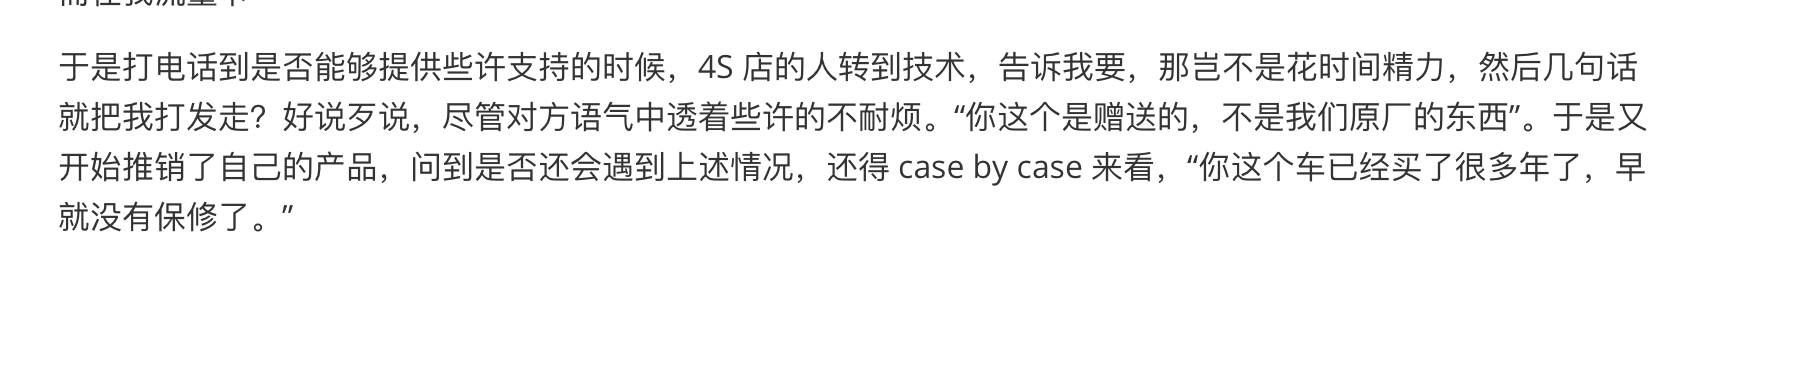 于是打电话到是否能够提供些许支持的时候，4S 店的人转到技术，告诉我要，那岂不是花时间精力，然后几句话
就把我打发走？好说歹说，尽管对方语气中透着些许的不耐烦。“你这个是赠送的，不是我们原厂的东西”。于是又
开始推销了自己的产品，问到是否还会遇到上述情况，还得 case by case 来看，“你这个车已经买了很多年了，早
就没有保修了。”